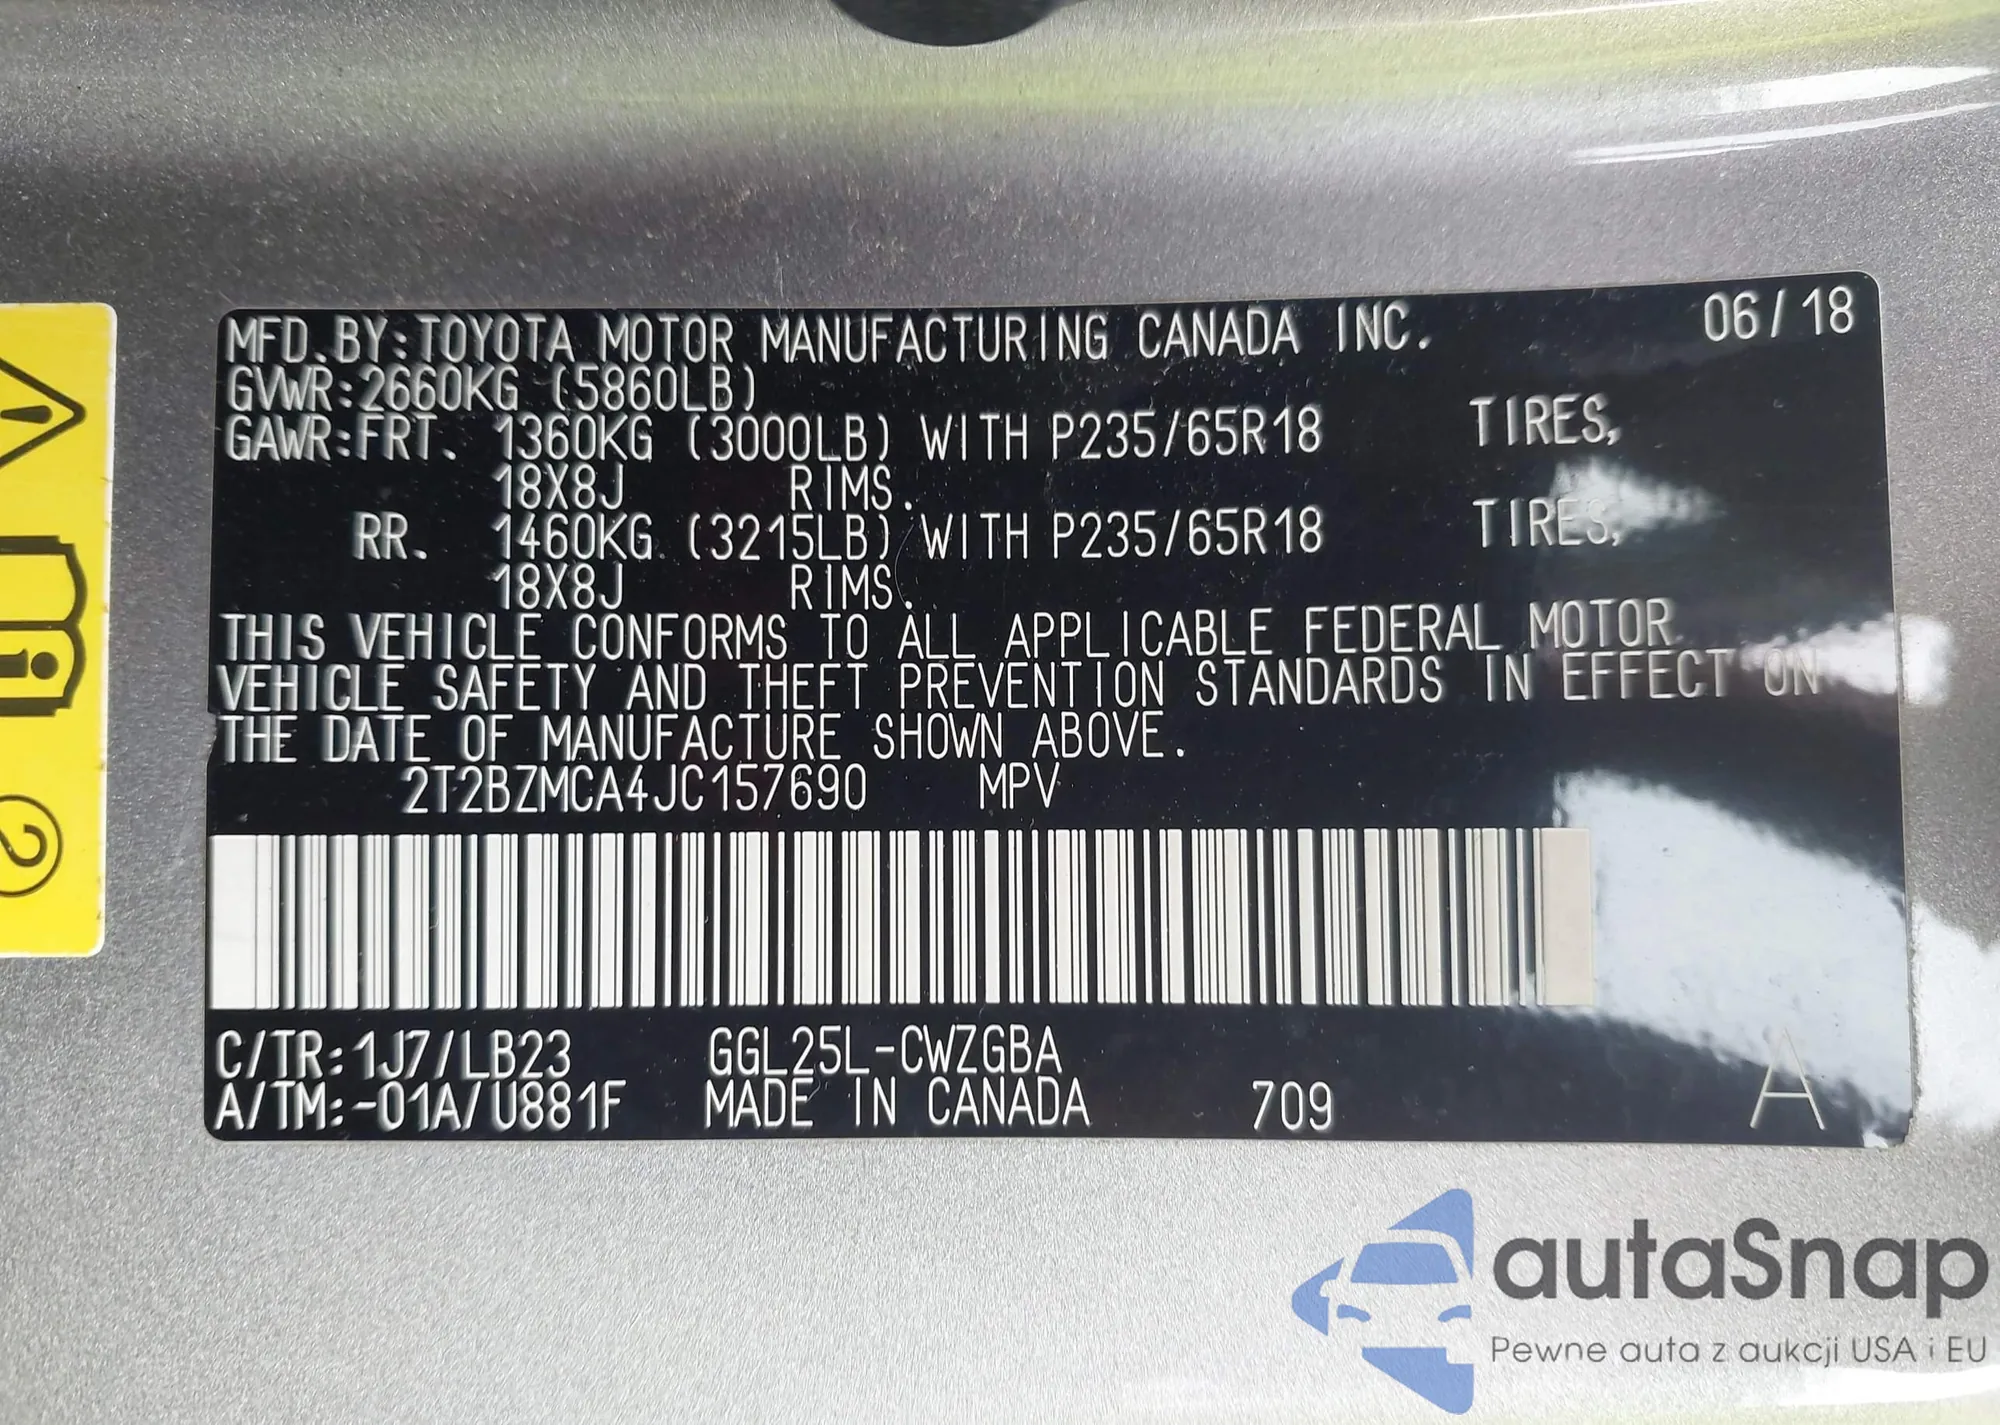 MFD.BY:TOYOTA MOTOR MANUFACTURING CANADA INC. 06/18
GVWR:2660KG (5860LB)
GAWR:FRT. 1360KG (3000LB) WITH P235/65R18 TIRES,
18X8J RIMS.
RR. 1460KG (3215LB) WITH P235/65R18 TIRES,
18X8J RIMS.
THIS VEHICLE CONFORMS TO ALL APPLICABLE FEDERAL MOTOR
VEHICLE SAFETY AND THEFT PREVENTION STANDARDS IN EFFECT ON
THE DATE OF MANUFACTURE SHOWN ABOVE.
2T2BZMCA4JC157690 MPV
C/TR:1J7/LB23 GGL25L-CWZGBA
A/TM:-01A/U881F MADE IN CANADA 709 A
2
autaSnap
Pewne auta z aukcji USA i EU